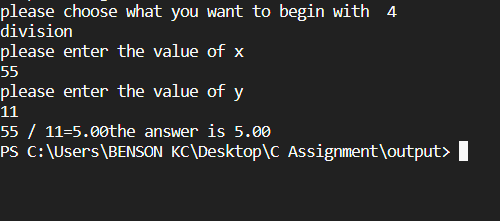 please choose what you want to begin with  4
division
please enter the value of x
55
please enter the value of y
11
55 / 11=5.00the answer is 5.00
PS C:\Users\BENSON KC\Desktop\C Assignment\output>